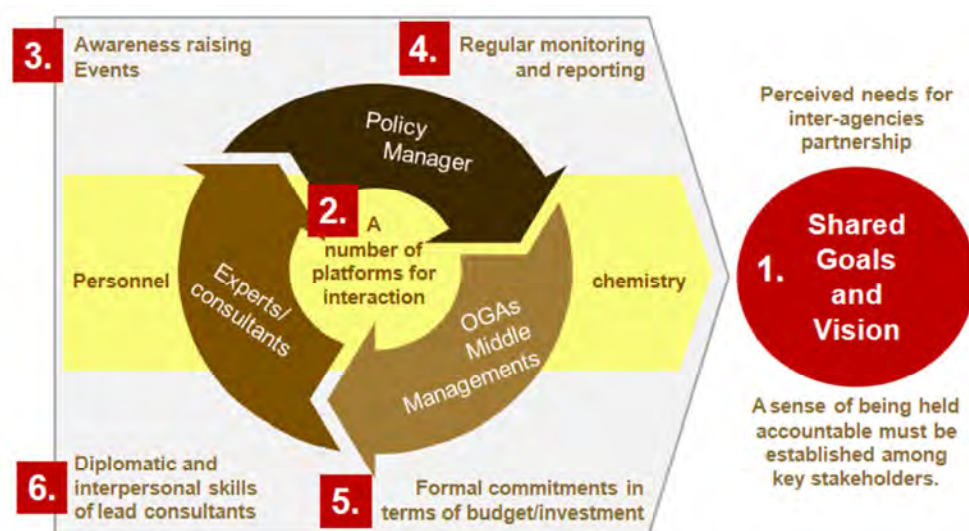 3. Awareness raising
Events
4. Regular monitoring
and reporting
Policy
Manager
2.
A
number of
platforms for
interaction
Personnel
chemistry
Experts/
consultants
OGAs
Middle
Managements
6. Diplomatic and
interpersonal skills
of lead consultants
5. Formal commitments in
terms of budget/investment
Perceived needs for
inter-agencies
partnership
1.
Shared
Goals
and
Vision
A sense of being held
accountable must be
established among
key stakeholders.